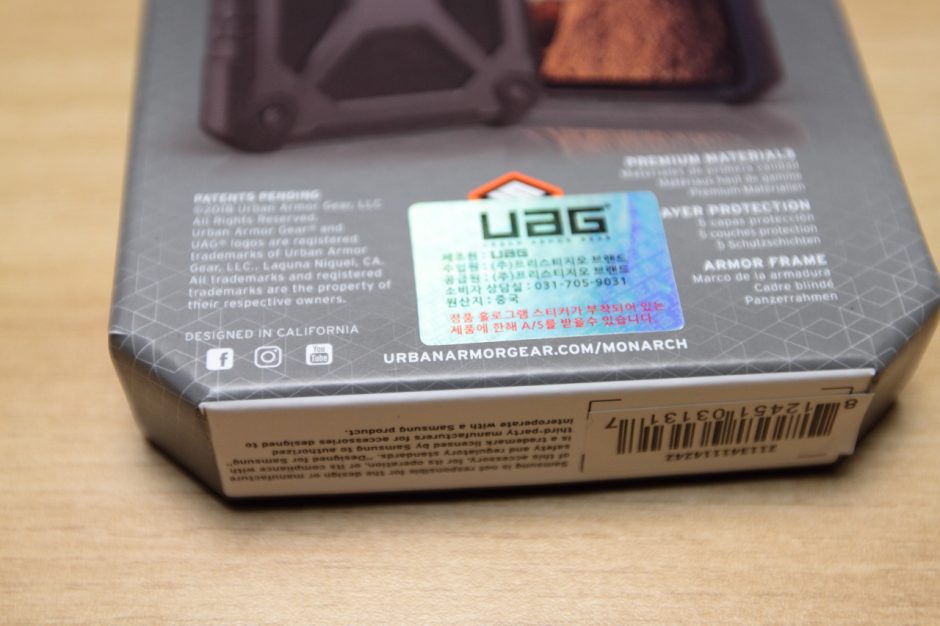 PREMIUM MATERIALS
Materiales de primera calidad
Matériaux haut de gamme
Premium-Materialien
AYER PROTECTION
5 capas protección
5 couches protection
5 Schutzschichten
ARMOR FRAME
Marco de la armadura
Cadre blindé
Panzerrahmen
PATENTS PENDING
©2018 Urban Armor Gear, LLC
All Rights Reserved.
Urban Armor Gear® and
UAG® logos are registered
trademarks of Urban Armor
Gear, LLC., Laguna Niguel, CA.
All trademarks and registered
trademarks are the property of
their respective owners.
DESIGNED IN CALIFORNIA
f
You
Tube
UAG
URBAN ARMOR GEAR
제조원 : UAG
수입원 : (주)프리스티지오 브랜드
공급원 : (주)프리스티지오 브랜드
소비자 상담실 : 031-705-9031
원산지 : 중국
정품 홀로그램 스티커가 부착되어 있는
제품에 한해 A/S를 받을수 있습니다.
URBANARMORGEAR.COM/MONARCH
Samsung is not responsible for the design or manufacture
of this accessory, for its operation, or its compliance with
safety and regulatory standards. "Designed for Samsung"
is a trademark licensed by Samsung to authorized
third-party manufacturers for accessories designed to
interoperate with a Samsung product.
211341114242
8 12451 03131 7